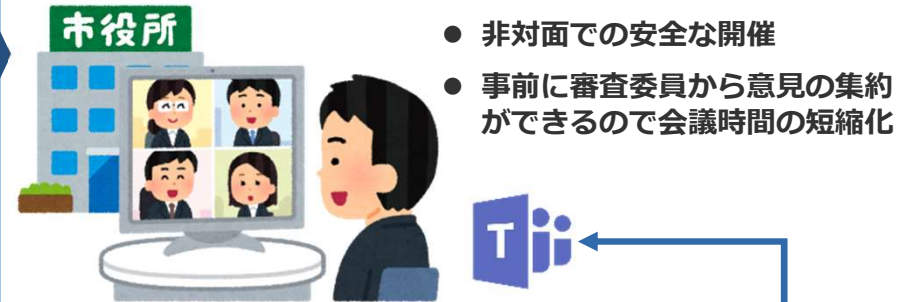 市役所
● 非対面での安全な開催
● 事前に審査委員から意見の集約
ができるので会議時間の短縮化
T